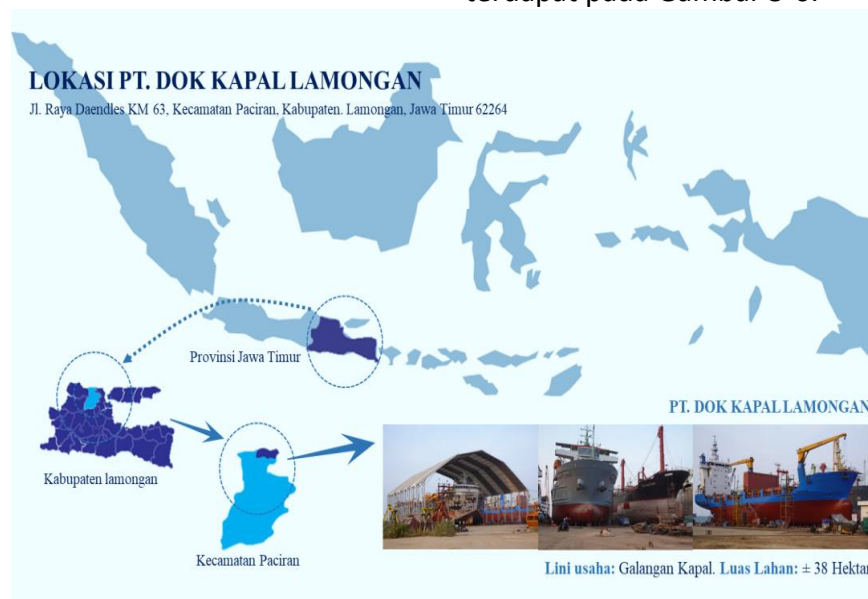 LOKASI PT. DOK KAPAL LAMONGAN
Jl. Raya Daendles KM 63, Kecamatan Paciran, Kabupaten. Lamongan, Jawa Timur 62264
Provinsi Jawa Timur
PT. DOK KAPAL LAMONGAN
Kabupaten lamongan
Kecamatan Paciran
Lini usaha: Galangan Kapal. Luas Lahan: ± 38 Hektar